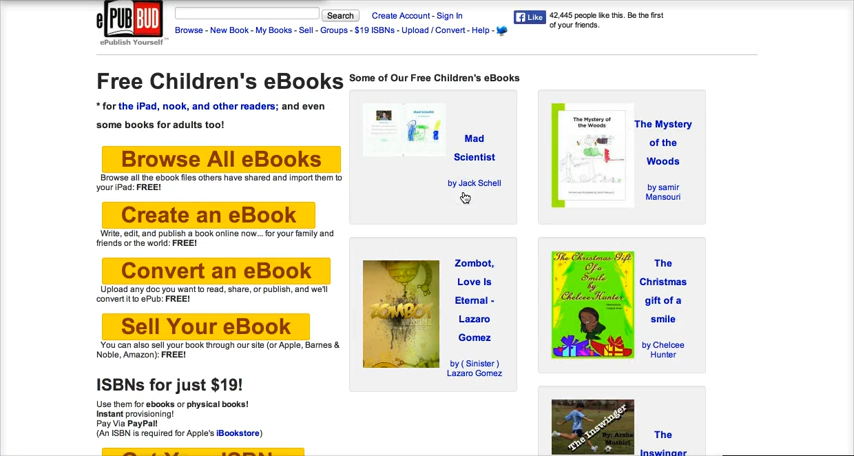 ePUBBUD
ePublish Yourself
Search
Create Account - Sign In
Browse - New Book - My Books - Sell - Groups - $19 ISBNs - Upload / Convert - Help -
Like
42,445 people like this. Be the first
of your friends.
Free Children's eBooks
* for the iPad, nook, and other readers; and even
some books for adults too!
Browse All eBooks
Browse all the ebook files others have shared and import them to
your iPad: FREE!
Create an eBook
Write, edit, and publish a book online now... for your family and
friends or the world: FREE!
Convert an eBook
Upload any doc you want to read, share, or publish, and we'll
convert it to ePub: FREE!
Sell Your eBook
You can also sell your book through our site (or Apple, Barnes &
Noble, Amazon): FREE!
ISBNs for just $19!
Use them for ebooks or physical books!
Instant provisioning!
Pay Via PayPal!
(An ISBN is required for Apple's iBookstore)
Get Your ISBNs
Some of Our Free Children's eBooks
Mad Scientist
Mad
Scientist
by Jack Schell
The Mystery of
the Woods
The Mystery
of the
Woods
by samir
Mansouri
ZOMBOT
Zombot,
Love Is
Eternal -
Lazaro
Gomez
by ( Sinister )
Lazaro Gomez
The Christmas Gift
Of a
Smile
by
Chelcee Hunter
The
Christmas
gift of a
smile
by Chelcee
Hunter
The Inswinger
By: Arsha
The
Inswinger